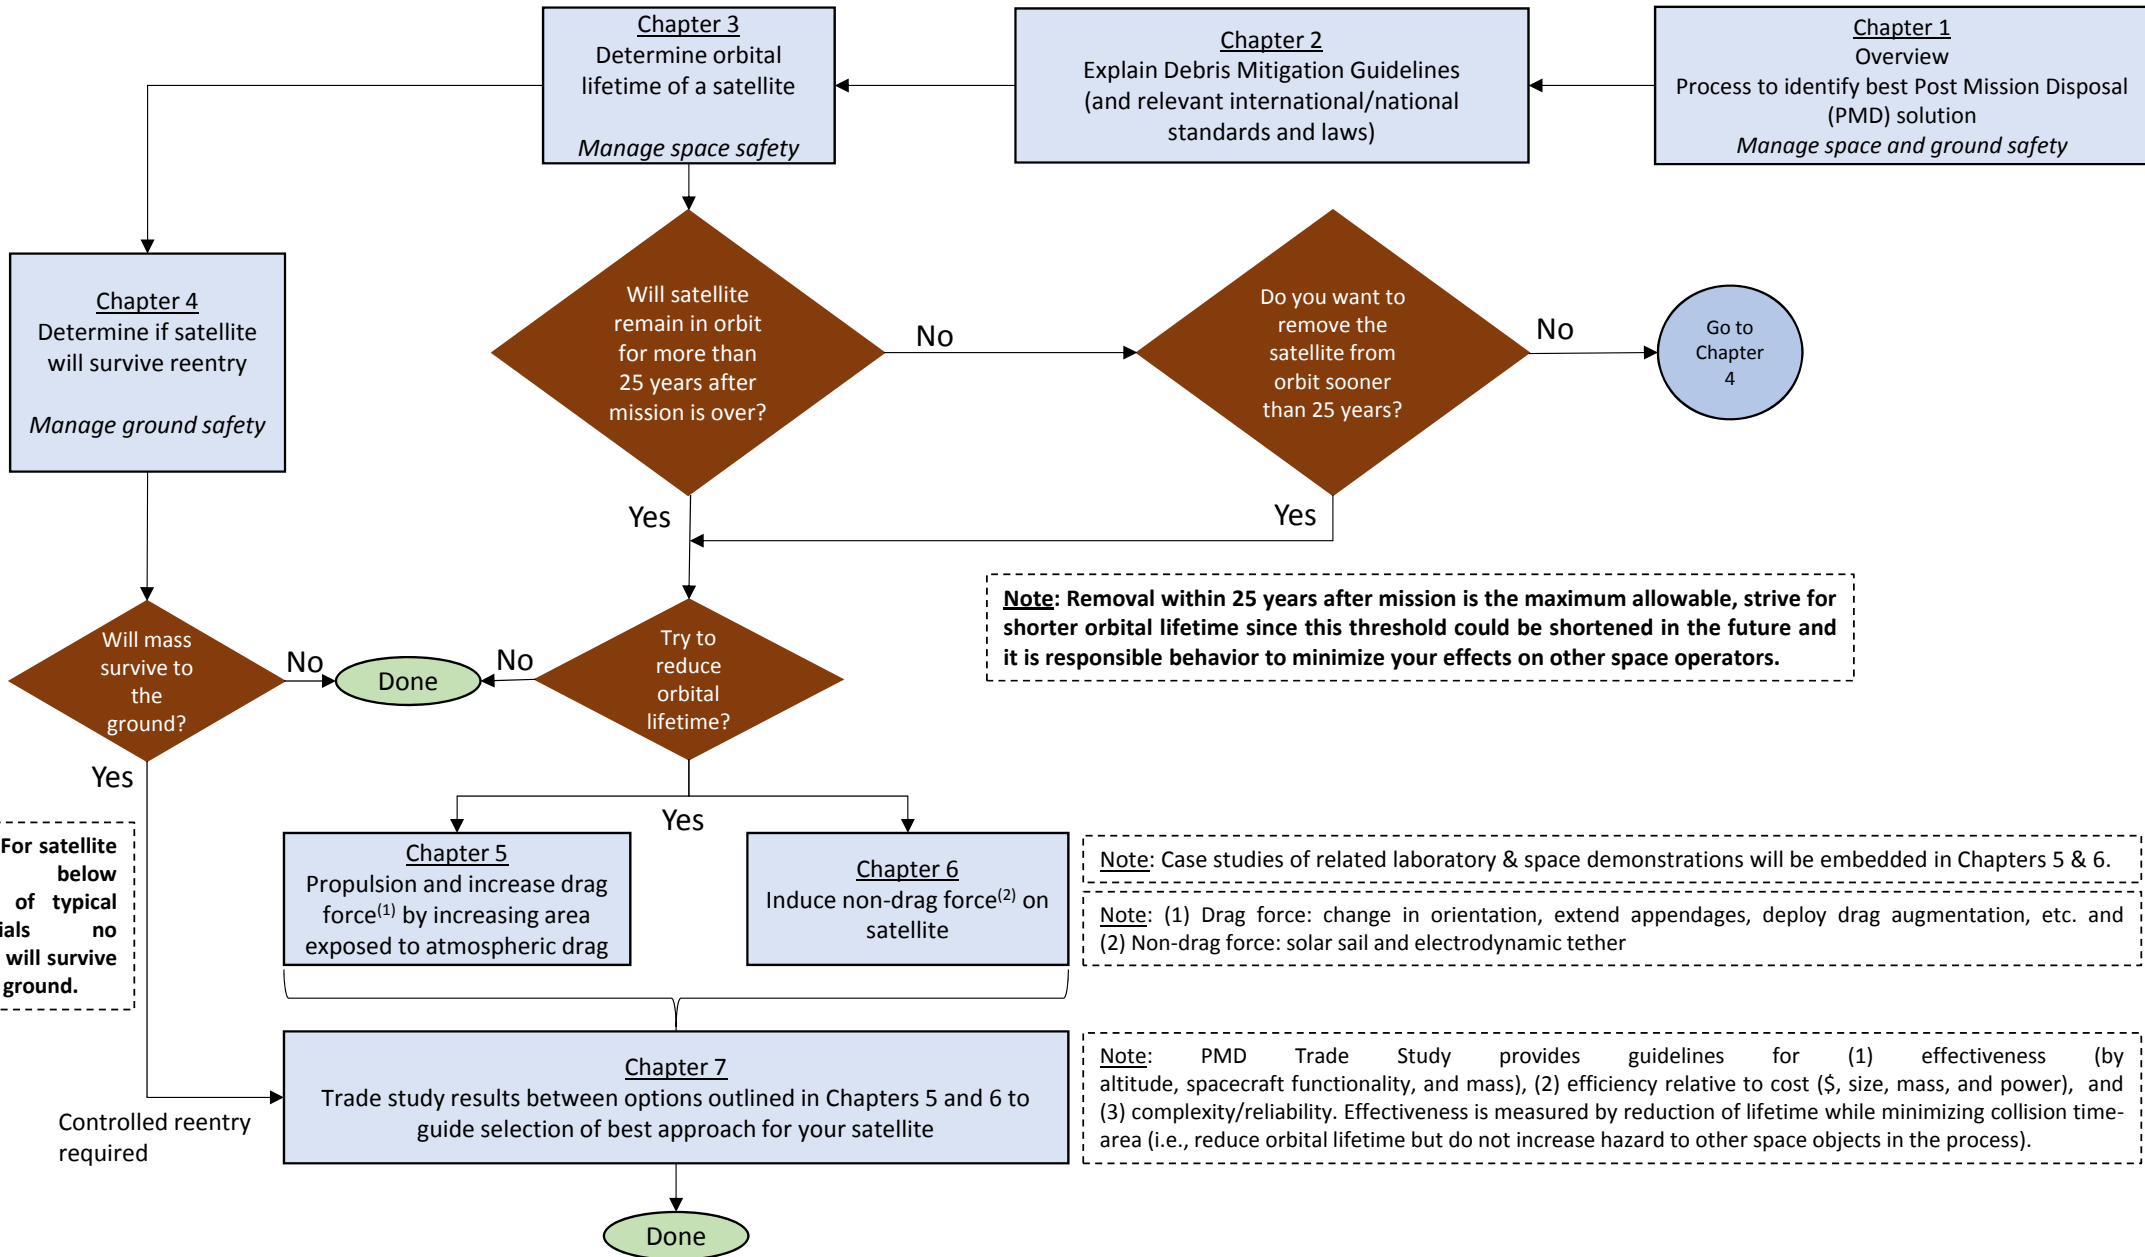 Chapter 3
Determine orbital
lifetime of a satellite
Manage space safety
Chapter 2
Explain Debris Mitigation Guidelines
(and relevant international/national
standards and laws)
Chapter 1
Overview
Process to identify best Post Mission Disposal
(PMD) solution
Manage space and ground safety
Chapter 4
Determine if satellite
will survive reentry
Manage ground safety
Will satellite
remain in orbit
for more than
25 years after
mission is over?
No
Do you want to
remove the
satellite from
orbit sooner
than 25 years?
No
Go to
Chapter
4
Yes
Yes
Note: Removal within 25 years after mission is the maximum allowable, strive for
shorter orbital lifetime since this threshold could be shortened in the future and
it is responsible behavior to minimize your effects on other space operators.
Will mass
survive to
the
ground?
No
Done
No
Try to
reduce
orbital
lifetime?
Yes
Yes
For satellite
below
of typical
ials no
will survive
ground.
Chapter 5
Propulsion and increase drag
force(1) by increasing area
exposed to atmospheric drag
Chapter 6
Induce non-drag force(2) on
satellite
Note: Case studies of related laboratory & space demonstrations will be embedded in Chapters 5 & 6.
Note: (1) Drag force: change in orientation, extend appendages, deploy drag augmentation, etc. and
(2) Non-drag force: solar sail and electrodynamic tether
Chapter 7
Trade study results between options outlined in Chapters 5 and 6 to
guide selection of best approach for your satellite
Controlled reentry
required
Note: PMD Trade Study provides guidelines for (1) effectiveness (by
altitude, spacecraft functionality, and mass), (2) efficiency relative to cost ($, size, mass, and power), and
(3) complexity/reliability. Effectiveness is measured by reduction of lifetime while minimizing collision time-
area (i.e., reduce orbital lifetime but do not increase hazard to other space objects in the process).
Done